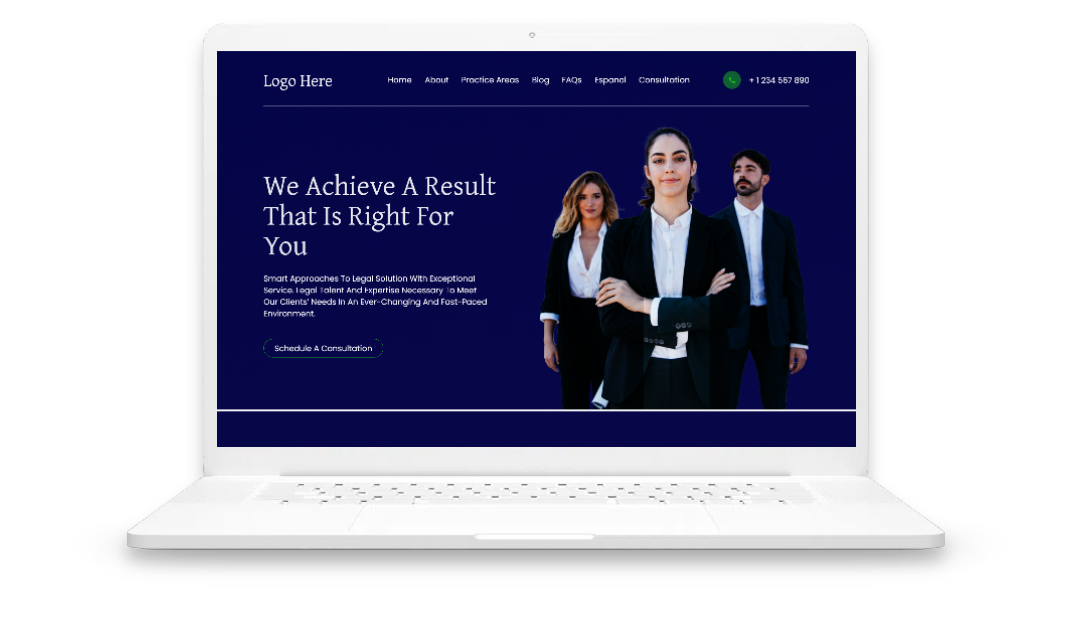 Logo Here
Home About Practice Areas Blog FAQs Espanol Consultation
+ 1 234 567 890
We Achieve A Result
That Is Right For
You
Smart Approaches To Legal Solution With Exceptional
Service. Legal Talent And Expertise Necessary To Meet
Our Clients' Needs In An Ever-Changing And Fast-Paced
Environment.
Schedule A Consultation